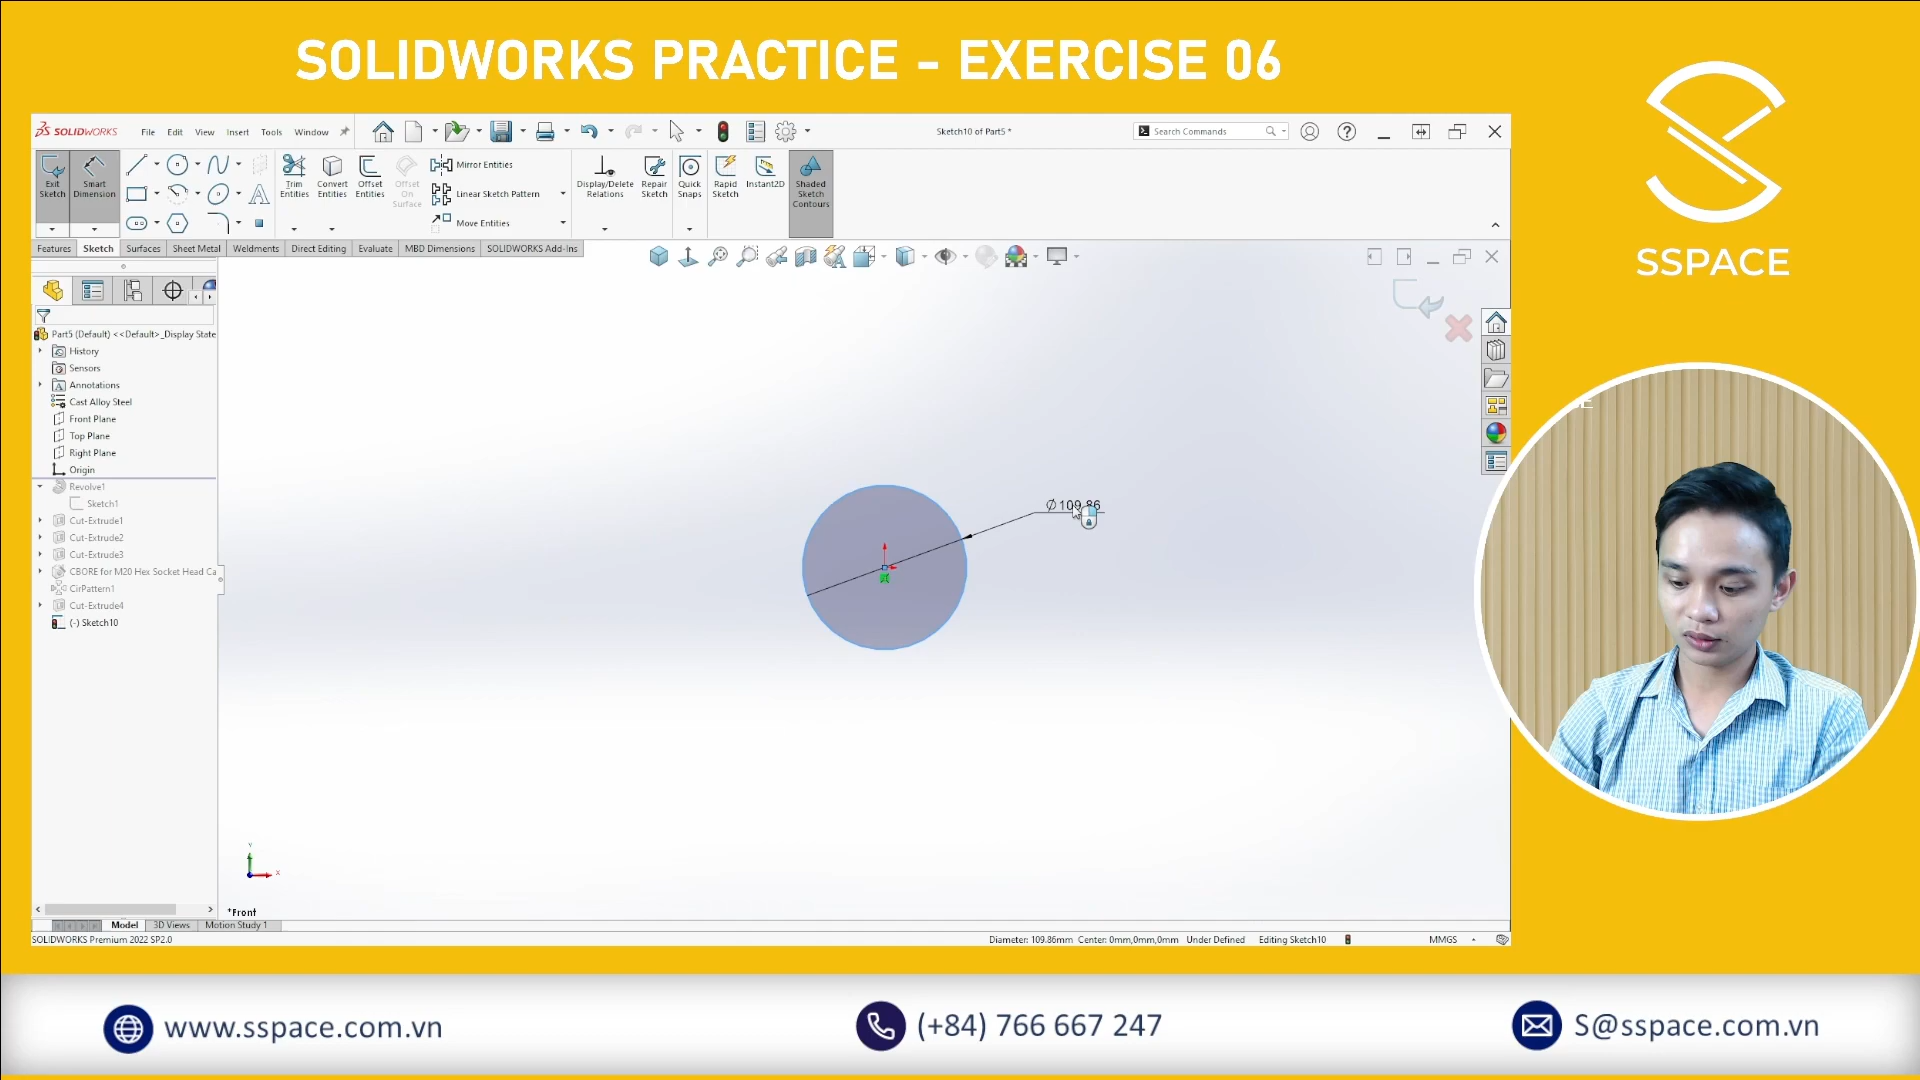 SOLIDWORKS PRACTICE - EXERCISE 06
SSPACE
SOLIDWORKS File Edit View Insert Tools Window
Sketch10 of Part5 *
Search Commands
Exit Sketch
Smart Dimension
Trim Entities
Convert Entities
Offset Entities
Offset On Surface
Mirror Entities
Linear Sketch Pattern
Move Entities
Display/Delete Relations
Repair Sketch
Quick Snaps
Rapid Sketch
Instant2D
Shaded Sketch Contours
Features Sketch Surfaces Sheet Metal Weldments Direct Editing Evaluate MBD Dimensions SOLIDWORKS Add-Ins
Part5 (Default) <<Default>_Display State
History
Sensors
Annotations
Cast Alloy Steel
Front Plane
Top Plane
Right Plane
Origin
Revolve1
Sketch1
Cut-Extrude1
Cut-Extrude2
Cut-Extrude3
CBORE for M20 Hex Socket Head Ca
CirPattern1
Cut-Extrude4
(-) Sketch10
∅109.86
Y
X
*Front
Model 3D Views Motion Study 1
SOLIDWORKS Premium 2022 SP2.0
Diameter: 109.86mm Center: 0mm,0mm,0mm Under Defined Editing Sketch10 MMGS
www.sspace.com.vn
(+84) 766 667 247
S@sspace.com.vn